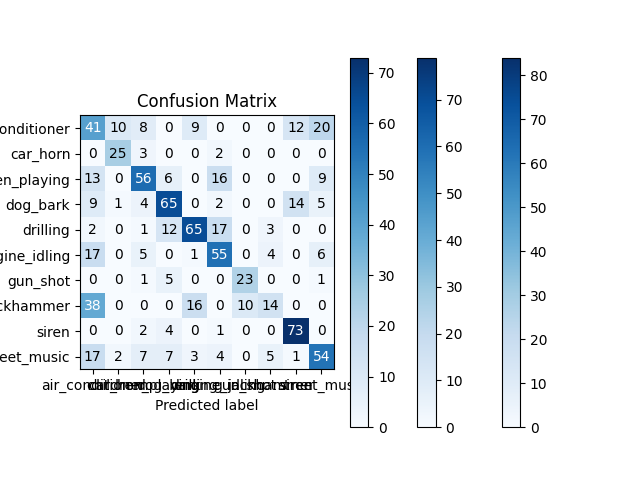 Confusion Matrix
onditioner 41 10 8 0 9 0 0 0 12 20
car_horn 0 25 3 0 0 2 0 0 0 0
en_playing 13 0 56 6 0 16 0 0 0 9
dog_bark 9 1 4 65 0 2 0 0 14 5
drilling 2 0 1 12 65 17 0 3 0 0
gine_idling 17 0 5 0 1 55 0 4 0 6
gun_shot 0 0 1 5 0 0 23 0 0 1
ckhammer 38 0 0 0 16 0 10 14 0 0
siren 0 0 2 4 0 1 0 0 73 0
eet_music 17 2 7 7 3 4 0 5 1 54
Predicted label
70
60
50
40
30
20
10
0
70
60
50
40
30
20
10
0
80
70
60
50
40
30
20
10
0